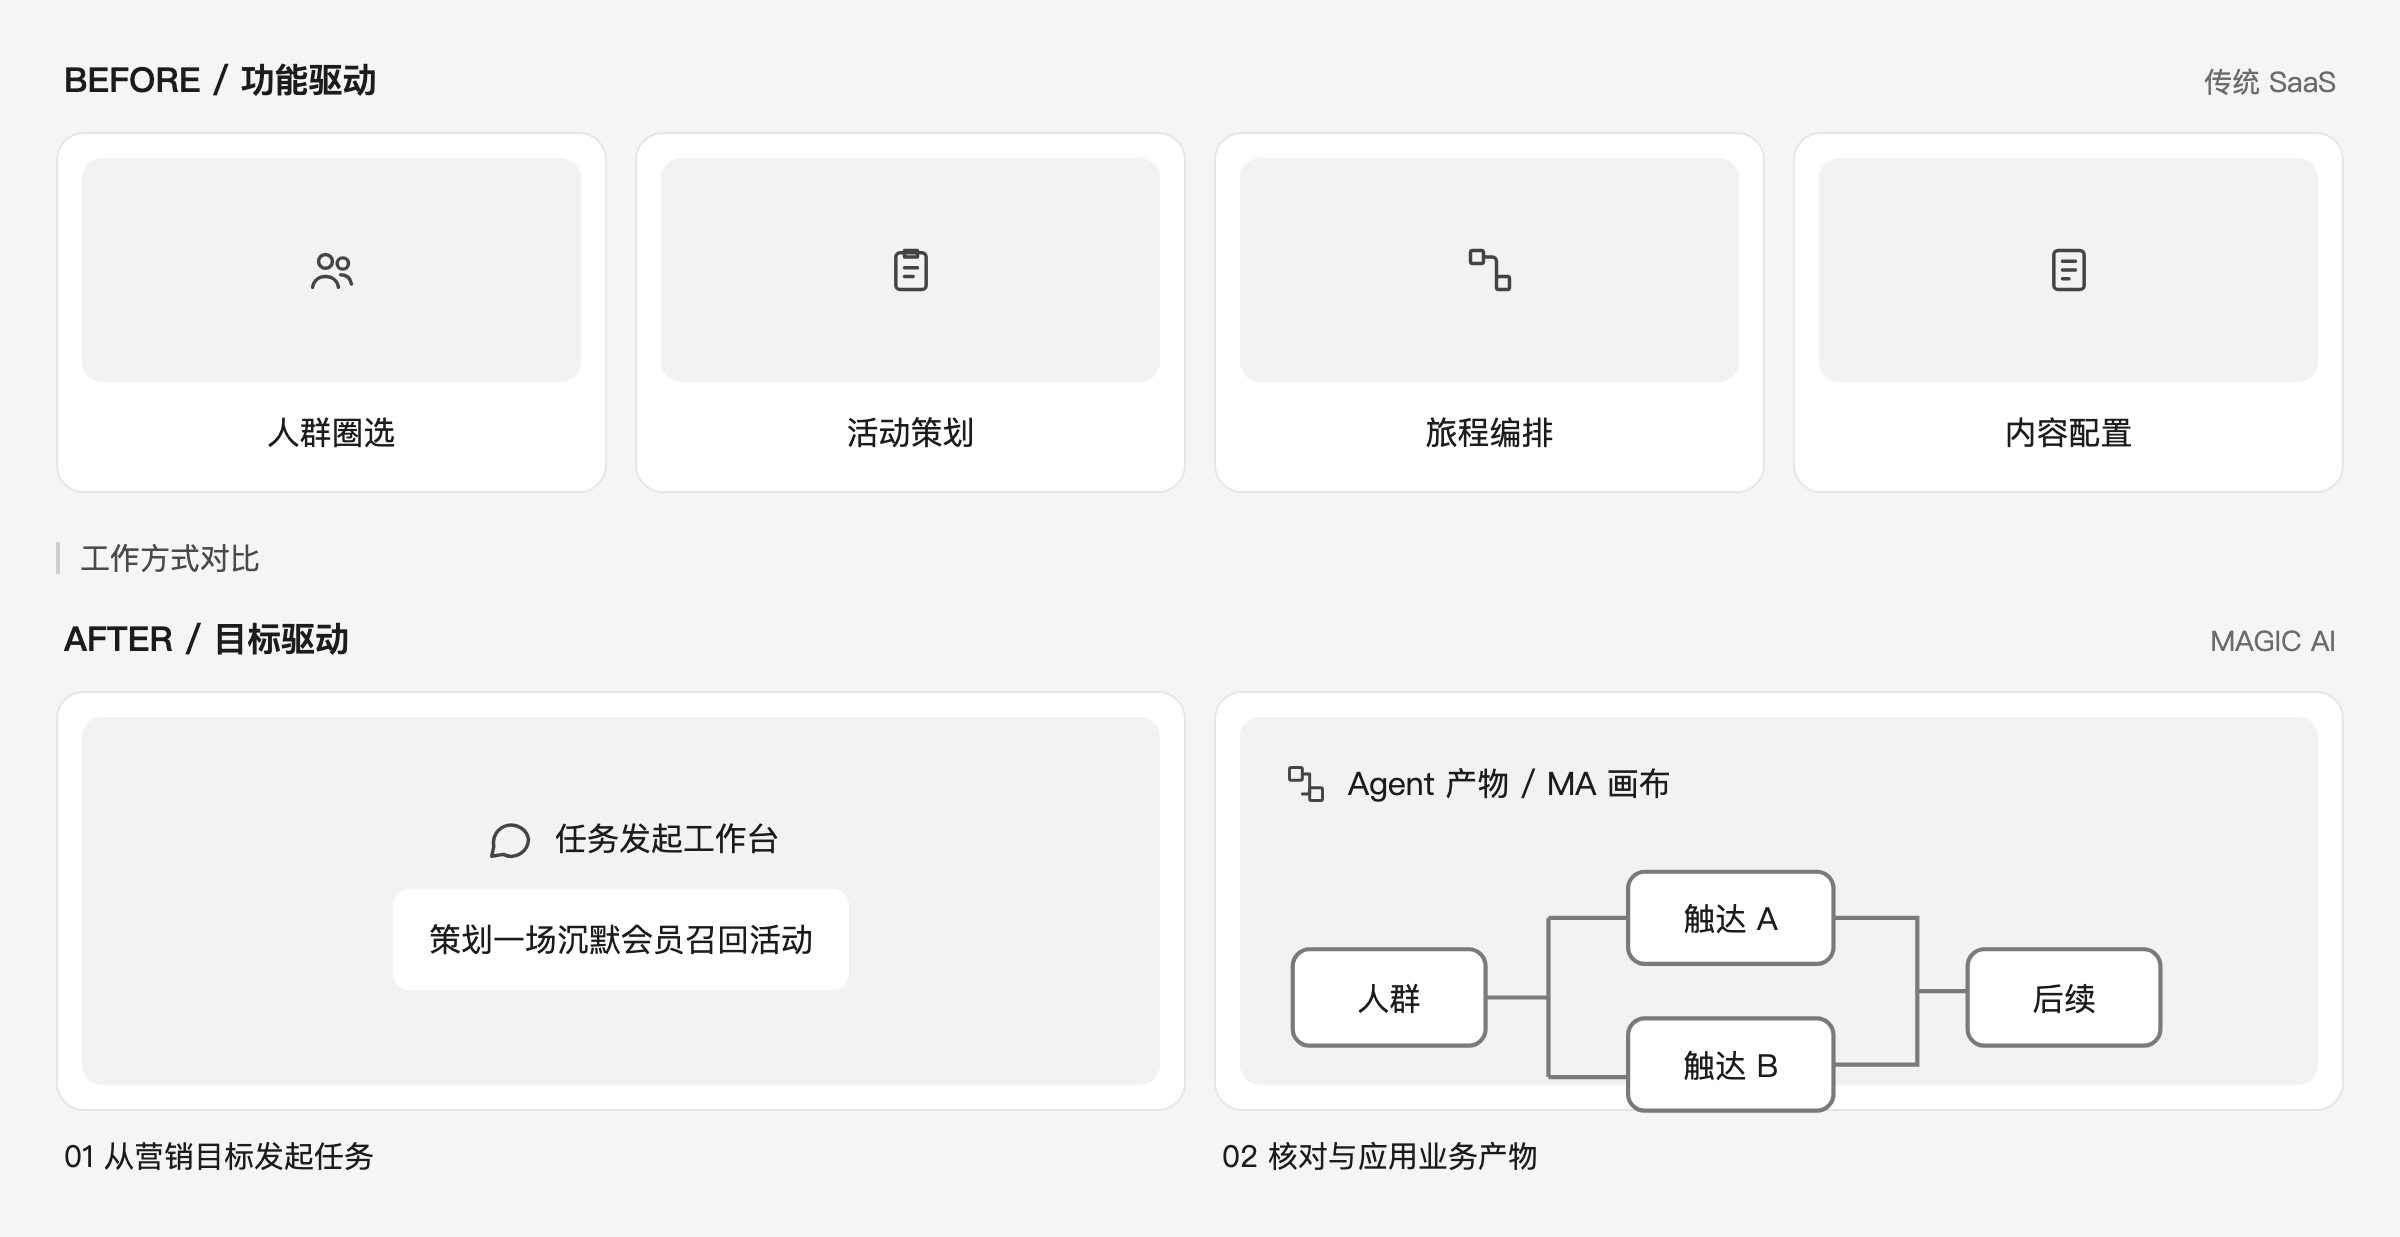 BEFORE / 功能驱动
传统 SaaS
人群圈选
活动策划
旅程编排
内容配置
工作方式对比
AFTER / 目标驱动
MAGIC AI
任务发起工作台
策划一场沉默会员召回活动
Agent 产物 / MA 画布
触达 A
人群
后续
触达 B
01 从营销目标发起任务
02 核对与应用业务产物